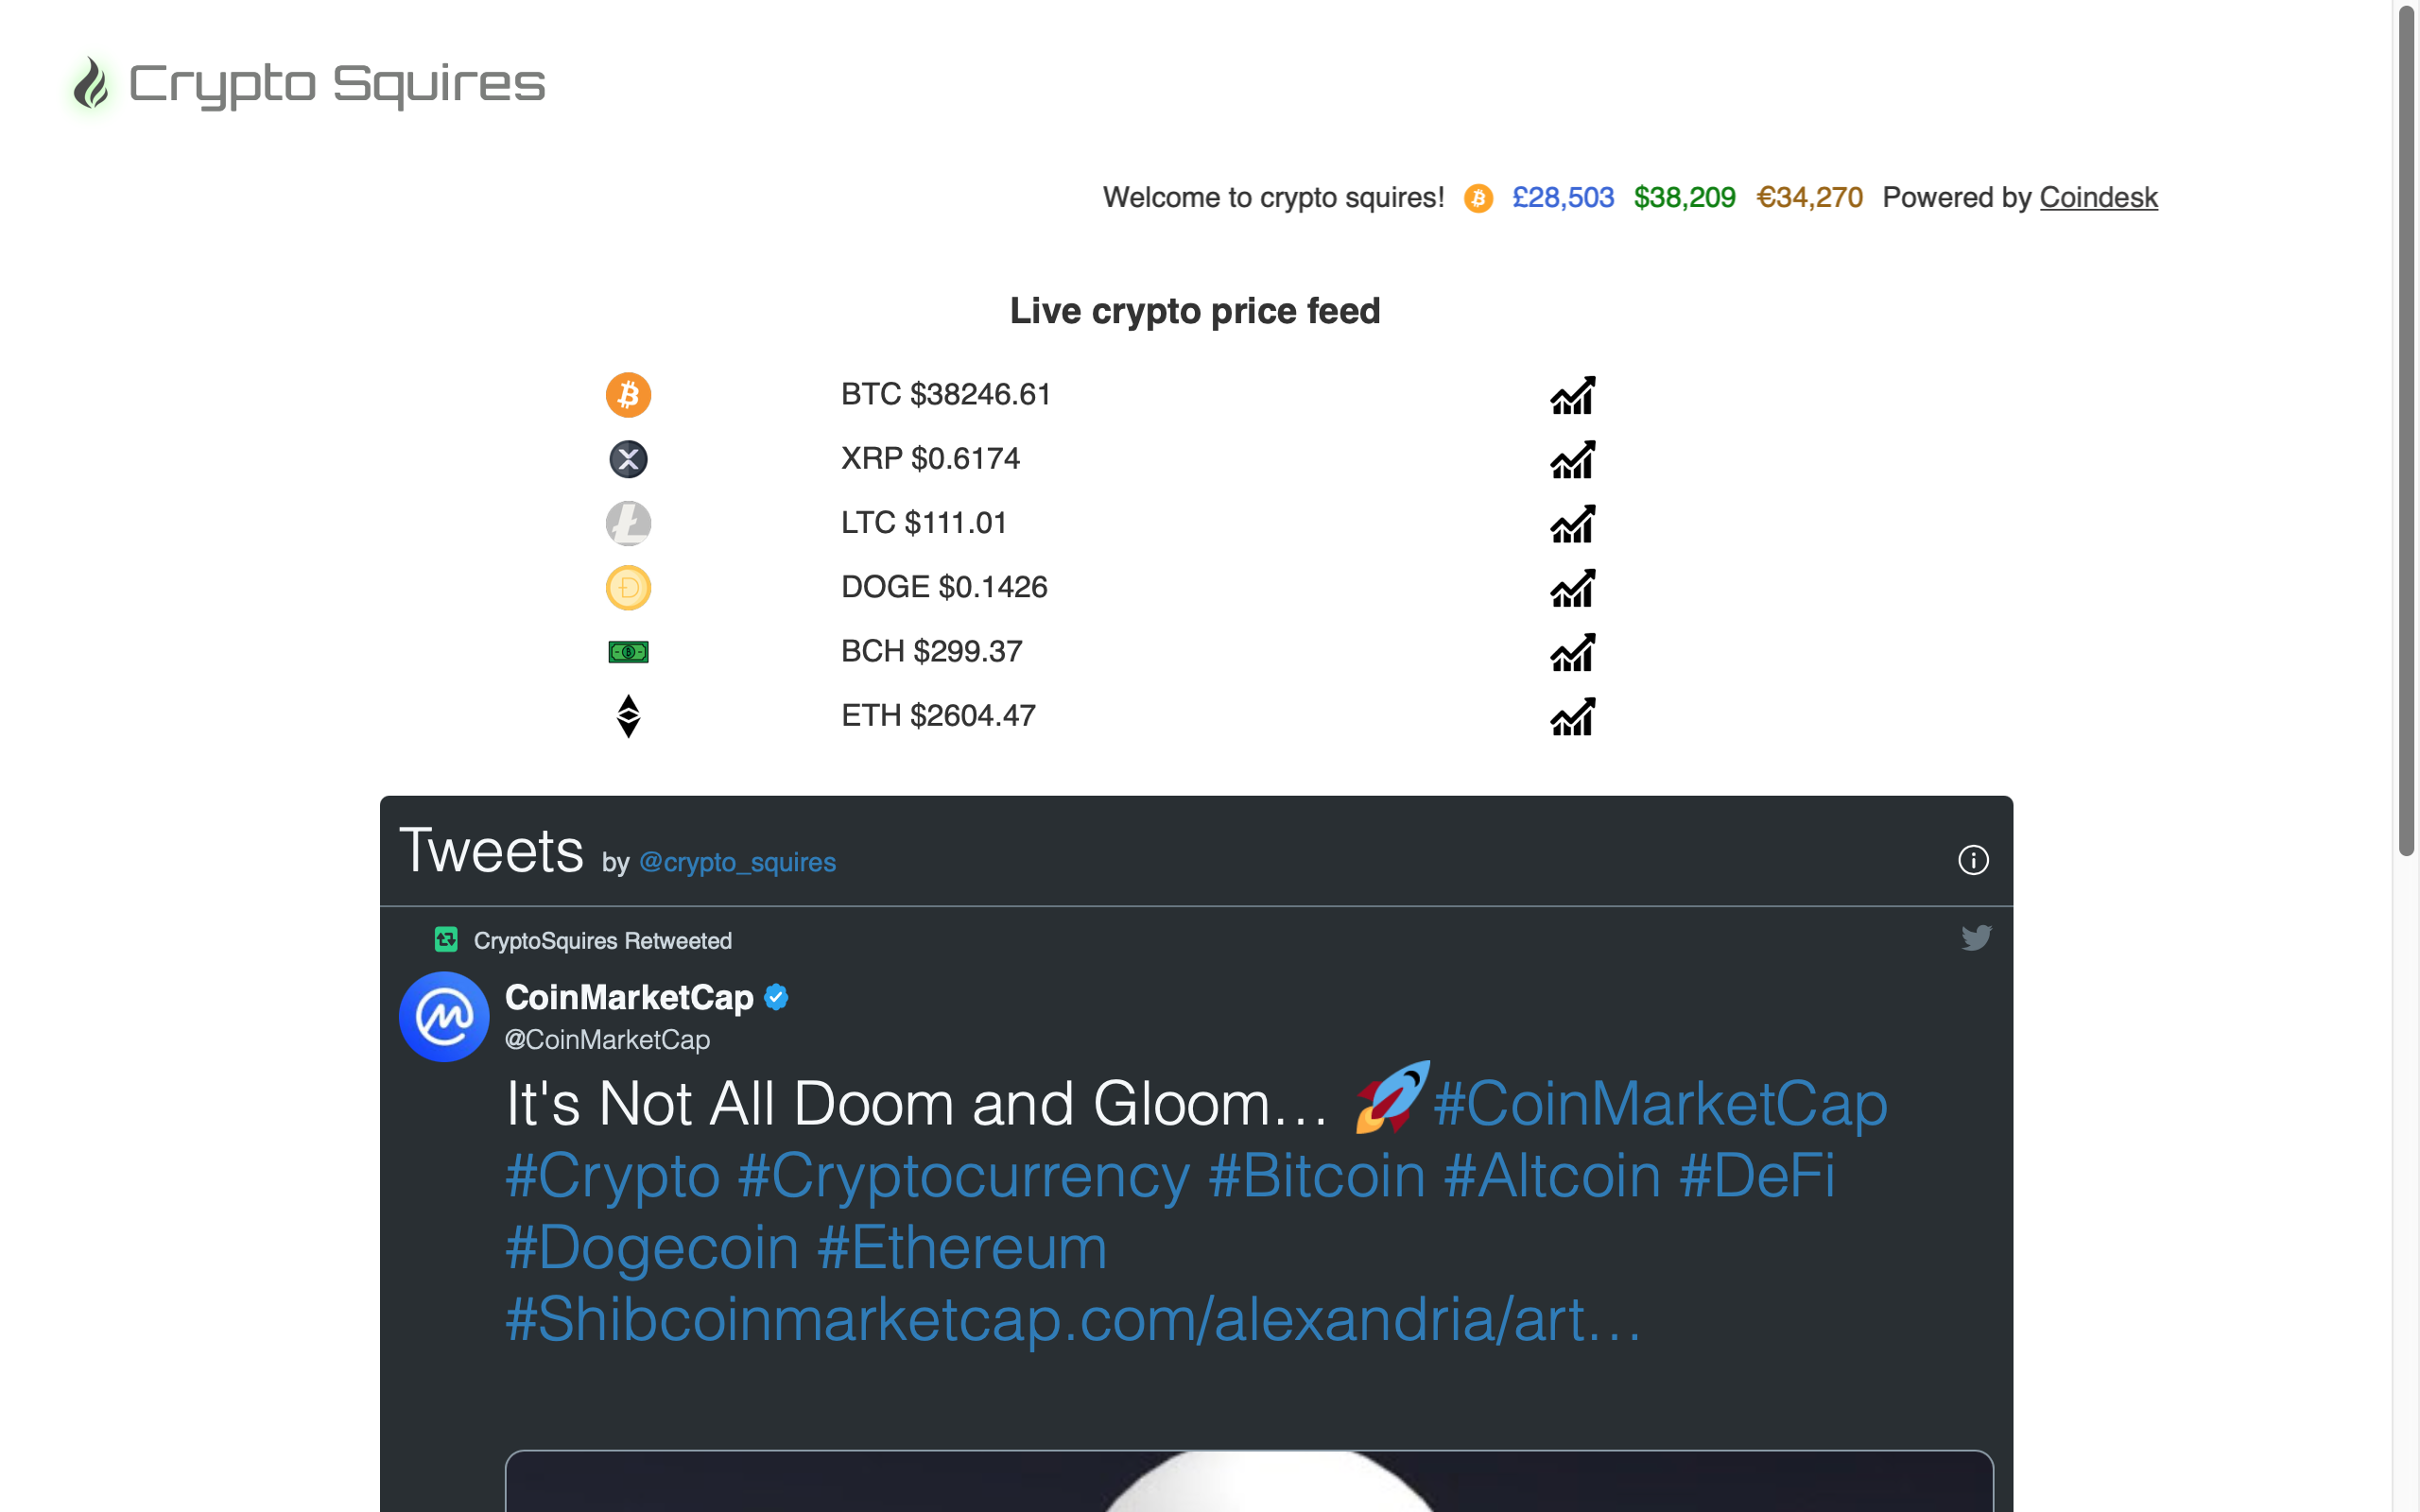 Crypto Squires
Welcome to crypto squires! £28,503 $38,209 €34,270 Powered by Coindesk
Live crypto price feed
BTC $38246.61
XRP $0.6174
LTC $111.01
DOGE $0.1426
BCH $299.37
ETH $2604.47
Tweets by @crypto_squires
CryptoSquires Retweeted
CoinMarketCap
@CoinMarketCap
It's Not All Doom and Gloom… 🚀#CoinMarketCap
#Crypto #Cryptocurrency #Bitcoin #Altcoin #DeFi
#Dogecoin #Ethereum
#Shibcoinmarketcap.com/alexandria/art…